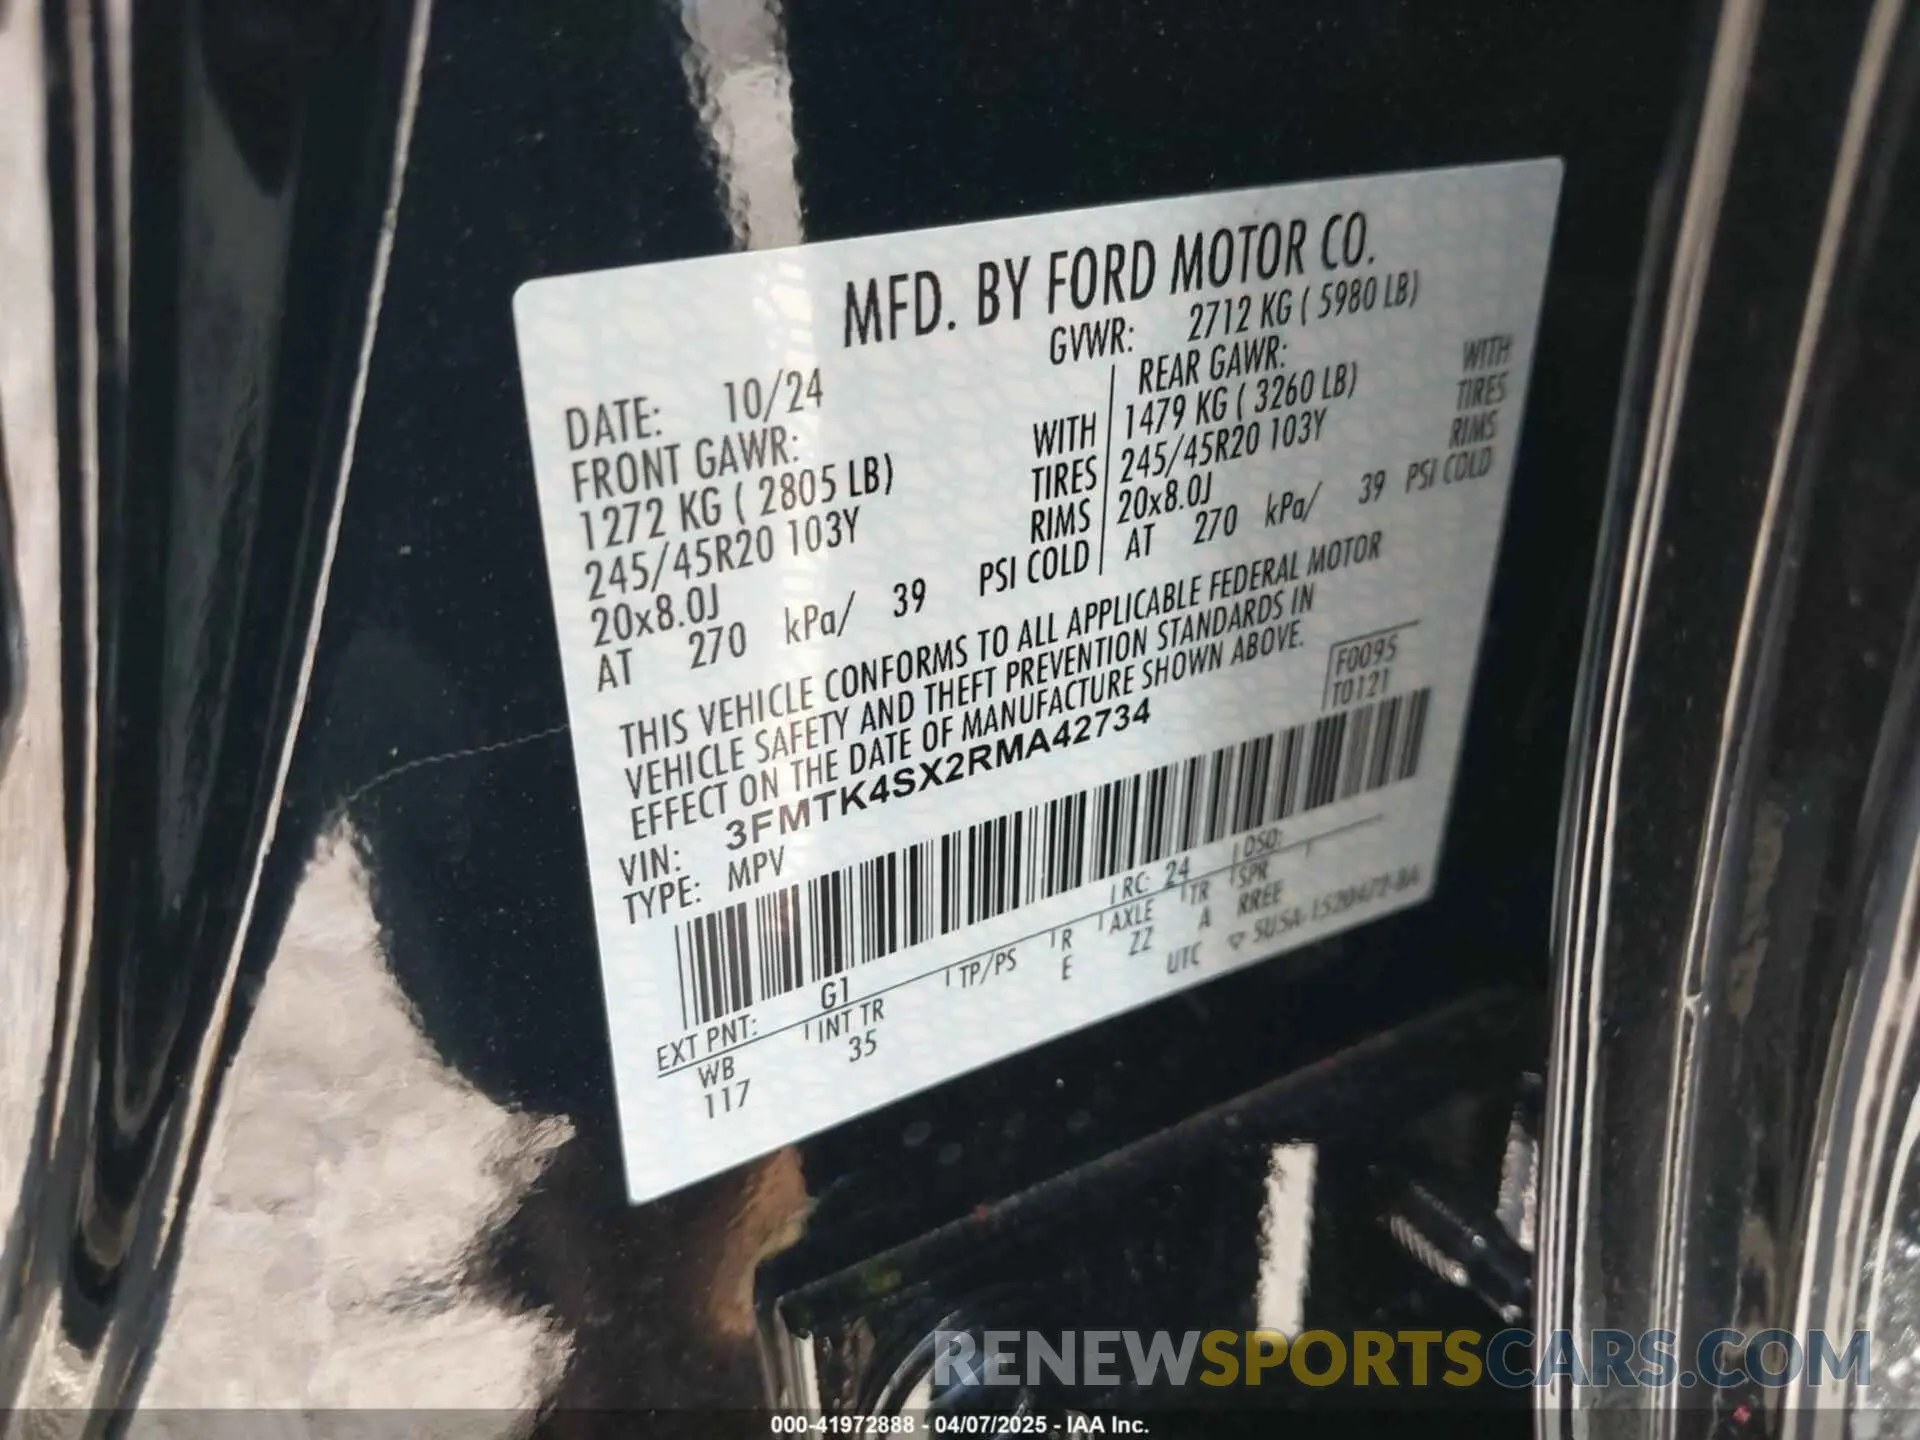 MFD. BY FORD MOTOR CO.
DATE: 10/24 GVWR: 2712 KG ( 5980 LB)
FRONT GAWR: REAR GAWR:
1272 KG ( 2805 LB) WITH 1479 KG ( 3260 LB) WITH
245/45R20 103Y TIRES 245/45R20 103Y TIRES
20x8.0J RIMS 20x8.0J RIMS
AT 270 kPa/ 39 PSI COLD AT 270 kPa/ 39 PSI COLD
THIS VEHICLE CONFORMS TO ALL APPLICABLE FEDERAL MOTOR
VEHICLE SAFETY AND THEFT PREVENTION STANDARDS IN
EFFECT ON THE DATE OF MANUFACTURE SHOWN ABOVE.
F0095
T0121
VIN: 3FMTK4SX2RMA42734
TYPE: MPV
EXT PNT: G1 RC: 24 DSO:
WB INT TR TP/PS R AXLE TR SPR
117 35 E ZZ A RREE
UTC ▽ 5USA-1520472-BA
RENEWSPORTSCARS.COM
000-41972888 - 04/07/2025 - IAA Inc.